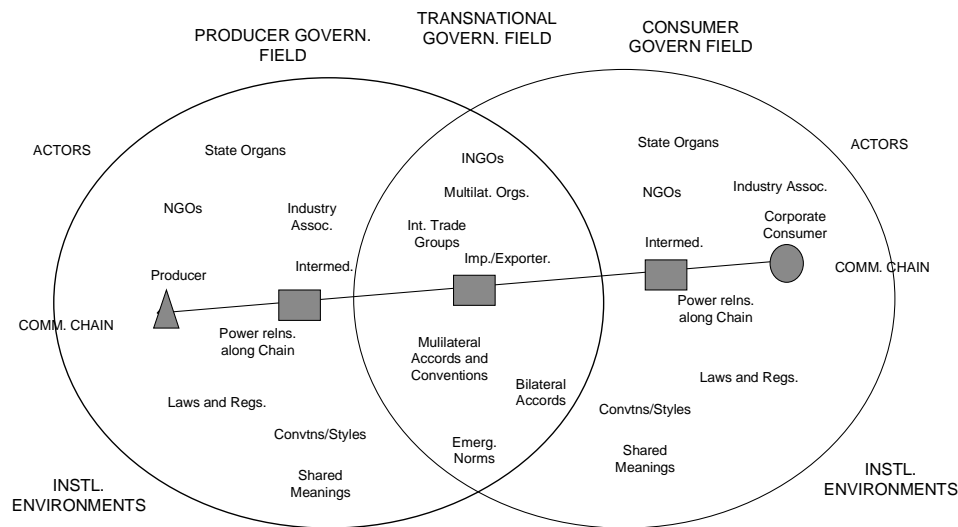 TRANSNATIONAL
GOVERN. FIELD
PRODUCER GOVERN.
FIELD
CONSUMER
GOVERN FIELD
ACTORS
State Organs
NGOs
Industry
Assoc.
Producer
Intermed.
COMM. CHAIN
Power relns.
along Chain
Laws and Regs.
Convtns/Styles
Shared
Meanings
INSTL.
ENVIRONMENTS
INGOs
Multilat. Orgs.
Int. Trade
Groups
Imp./Exporter.
Mulilateral
Accords and
Conventions
Bilateral
Accords
Emerg.
Norms
State Organs
ACTORS
NGOs
Industry Assoc.
Corporate
Consumer
Intermed.
COMM. CHAIN
Power relns.
along Chain
Laws and Regs.
Convtns/Styles
Shared
Meanings
INSTL.
ENVIRONMENTS